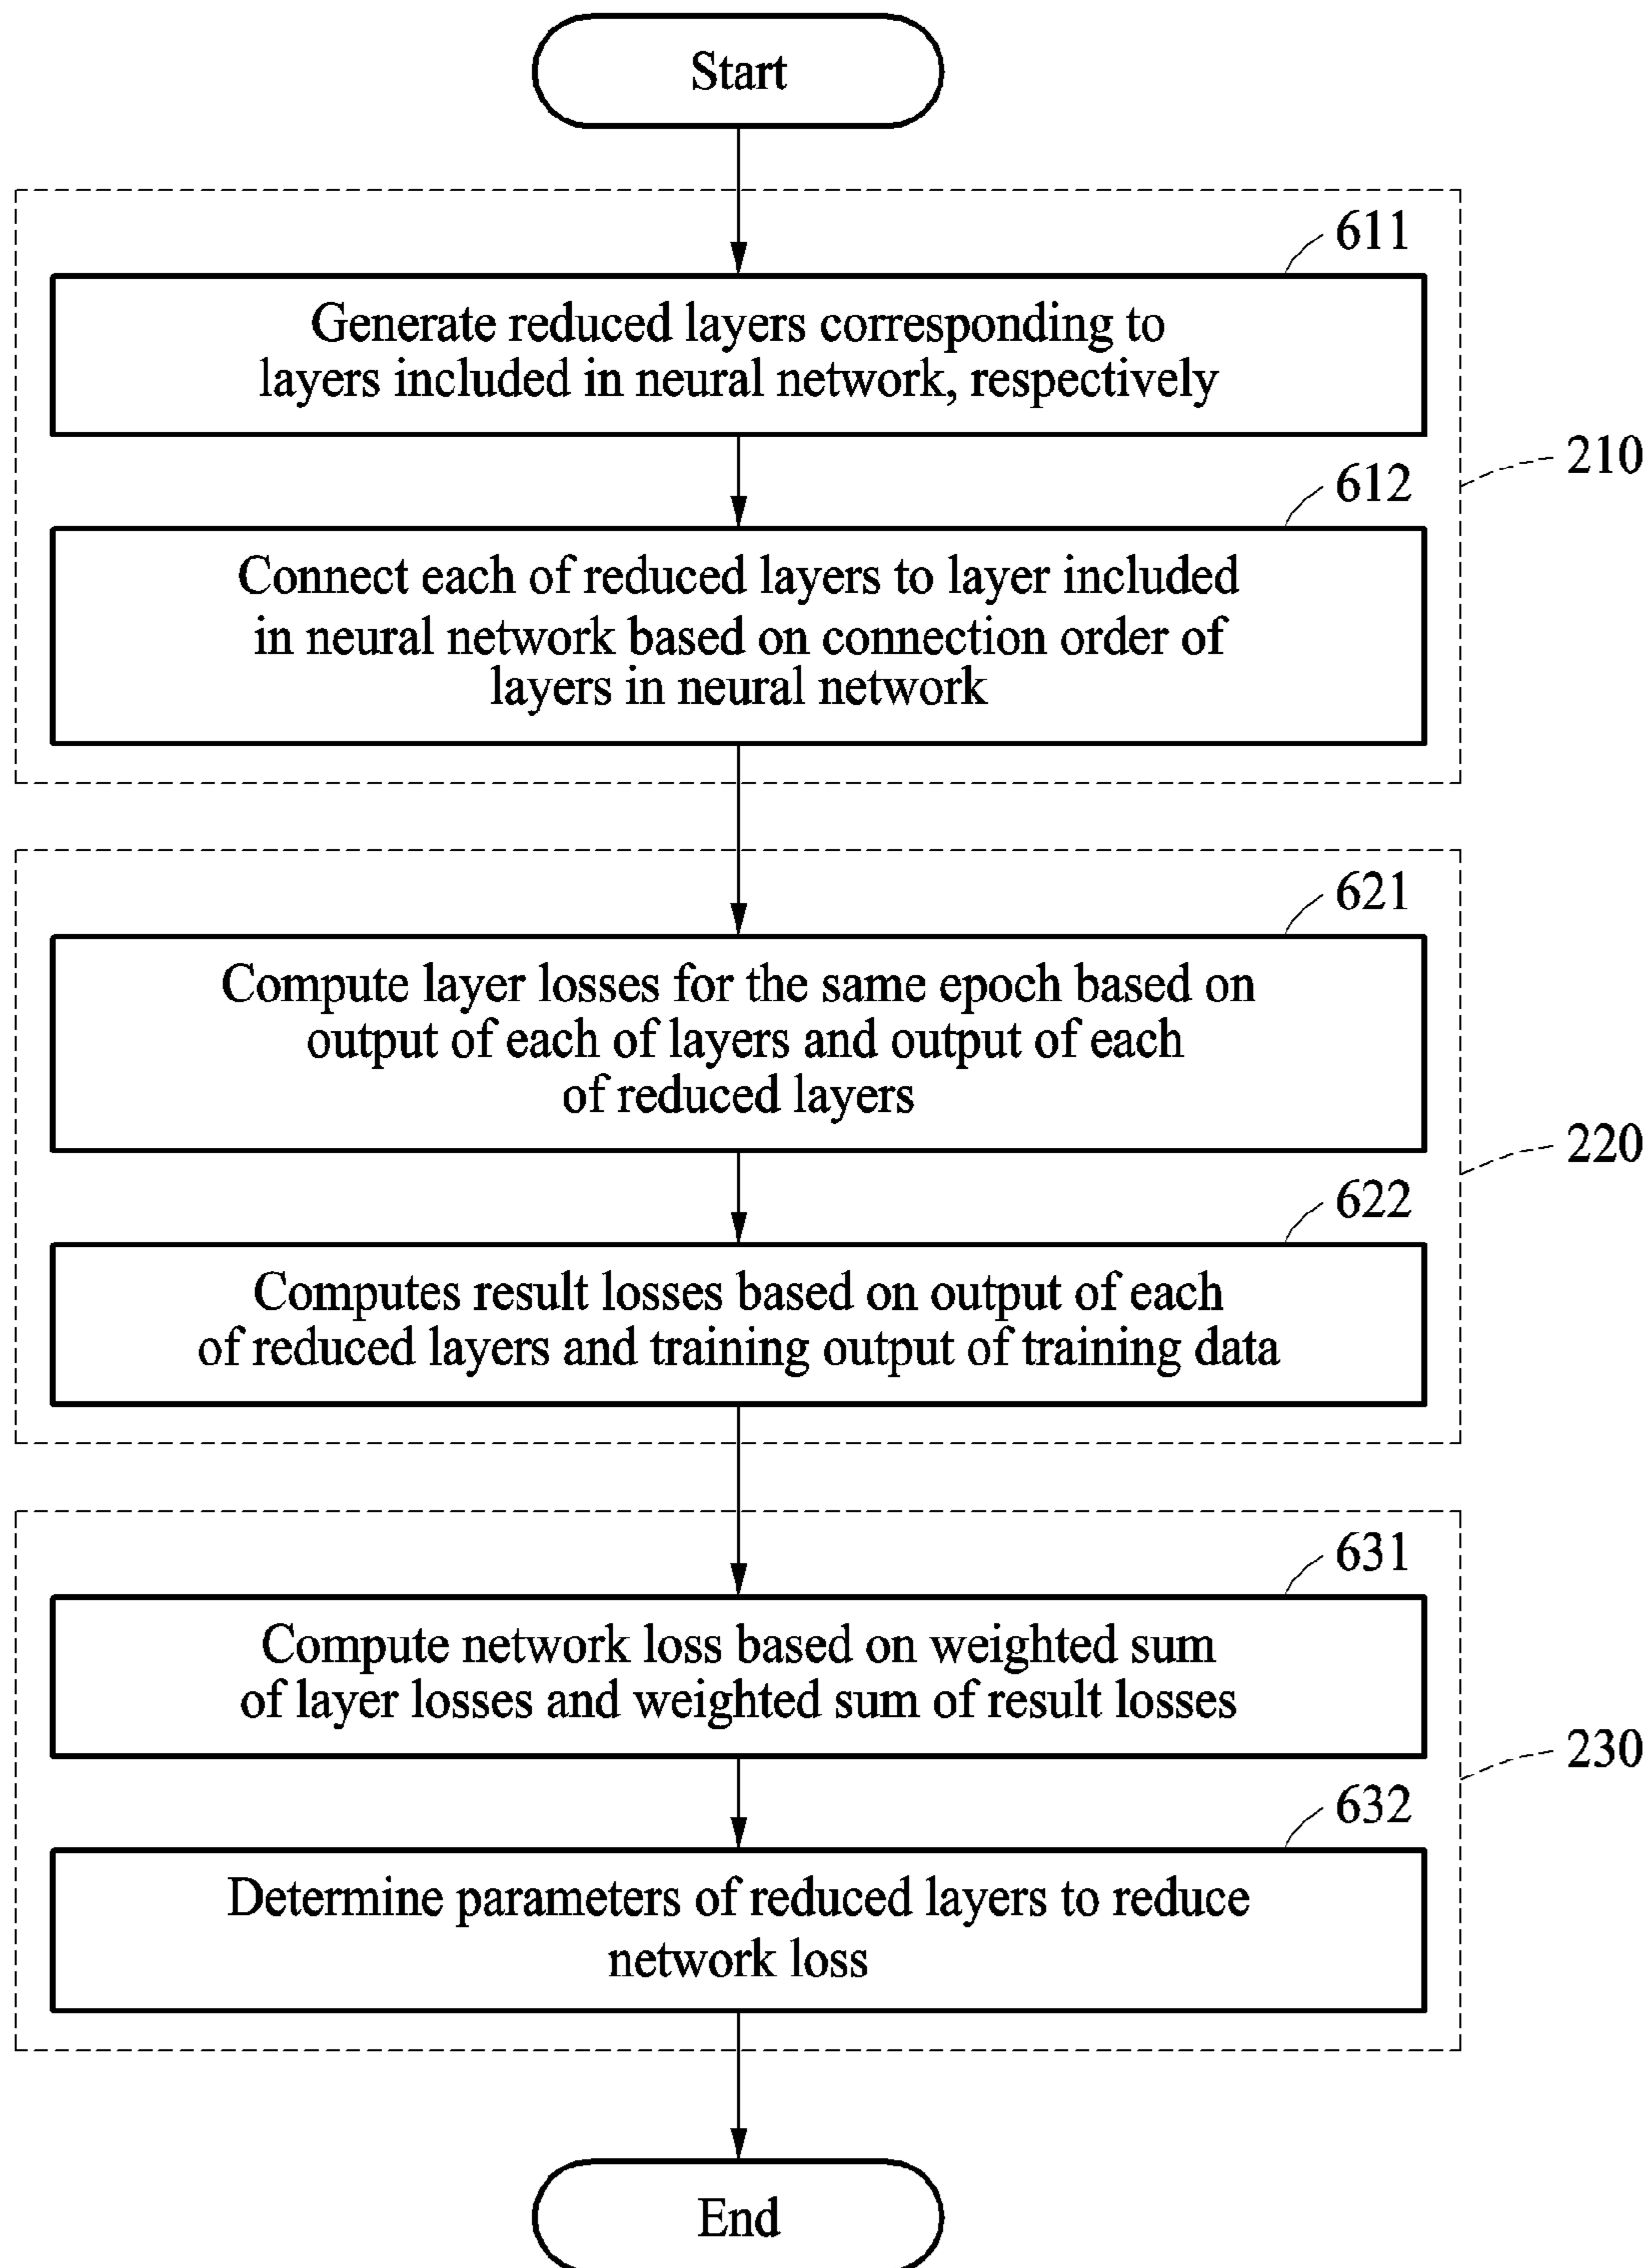 Start
611
Generate reduced layers corresponding to
layers included in neural network, respectively
210
612
Connect each of reduced layers to layer included
in neural network based on connection order of
layers in neural network
621
Compute layer losses for the same epoch based on
output of each of layers and output of each
of reduced layers
220
622
Computes result losses based on output of each
of reduced layers and training output of training data
631
Compute network loss based on weighted sum
of layer losses and weighted sum of result losses
230
632
Determine parameters of reduced layers to reduce
network loss
End